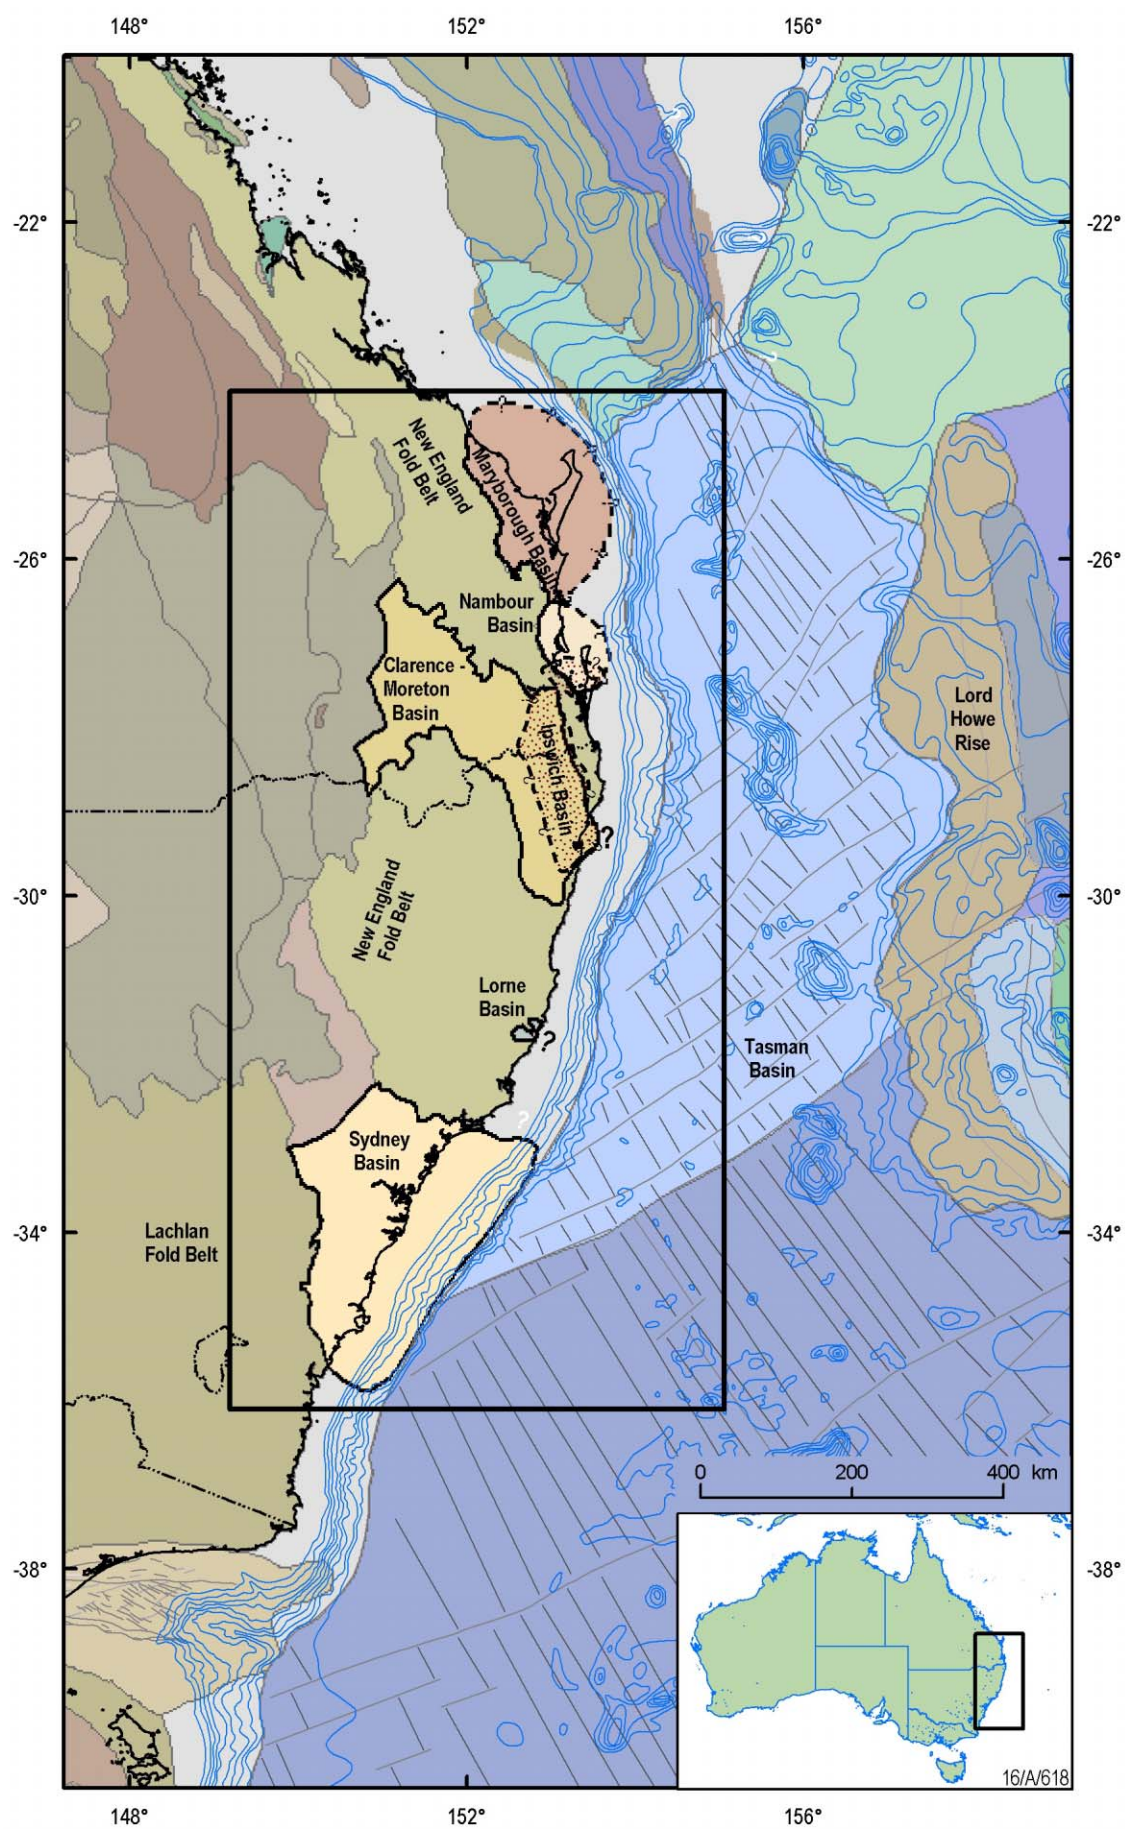 148°
152°
156°
-22°
-22°
New England
Fold Belt
Maryborough Basin
-26°
-26°
Nambour
Basin
Clarence -
Moreton
Basin
Ipswich Basin
Lord
Howe
Rise
?
-30°
-30°
New England
Fold Belt
Lorne
Basin
?
Tasman
Basin
?
Sydney
Basin
Lachlan
Fold Belt
-34°
-34°
0 200 400 km
-38°
-38°
16/A/618
148°
152°
156°